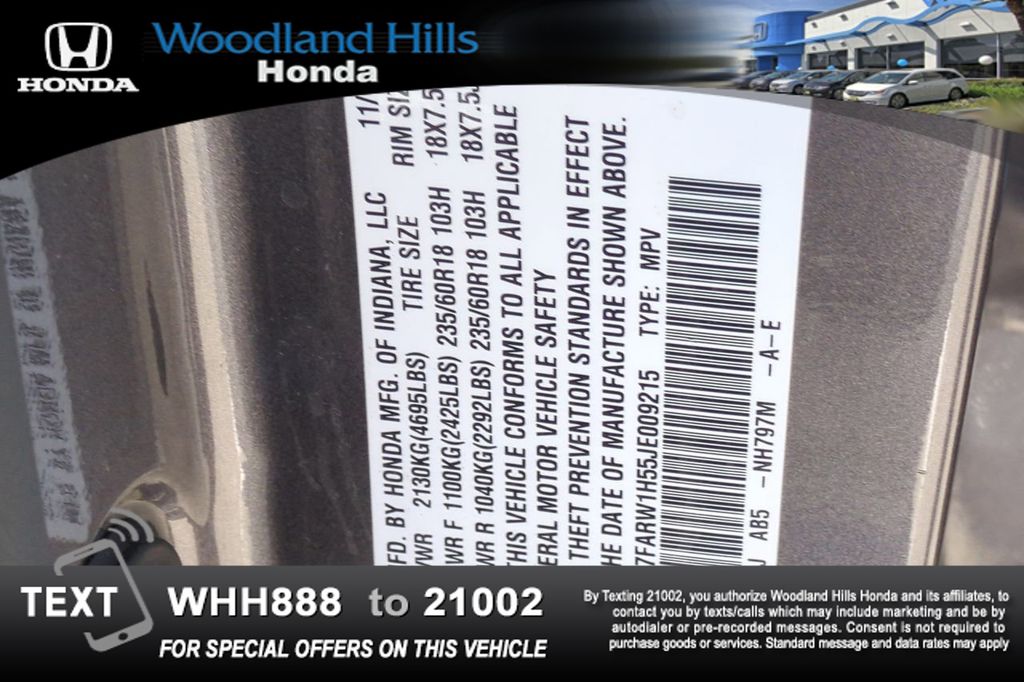 HONDA
Woodland Hills
Honda
FD. BY HONDA MFG. OF INDIANA, LLC 11/
WR 2130KG(4695LBS) TIRE SIZE RIM SIZ
WR F 1100KG(2425LBS) 235/60R18 103H 18X7.5
WR R 1040KG(2292LBS) 235/60R18 103H 18X7.5J
THIS VEHICLE CONFORMS TO ALL APPLICABLE
ERAL MOTOR VEHICLE SAFETY
THEFT PREVENTION STANDARDS IN EFFECT
HE DATE OF MANUFACTURE SHOWN ABOVE.
7FARW1H55JE009215 TYPE: MPV
J AB5 -NH797M -A-E
TEXT WHH888 to 21002
FOR SPECIAL OFFERS ON THIS VEHICLE
By Texting 21002, you authorize Woodland Hills Honda and its affiliates, to
contact you by texts/calls which may include marketing and be by
autodialer or pre-recorded messages. Consent is not required to
purchase goods or services. Standard message and data rates may apply